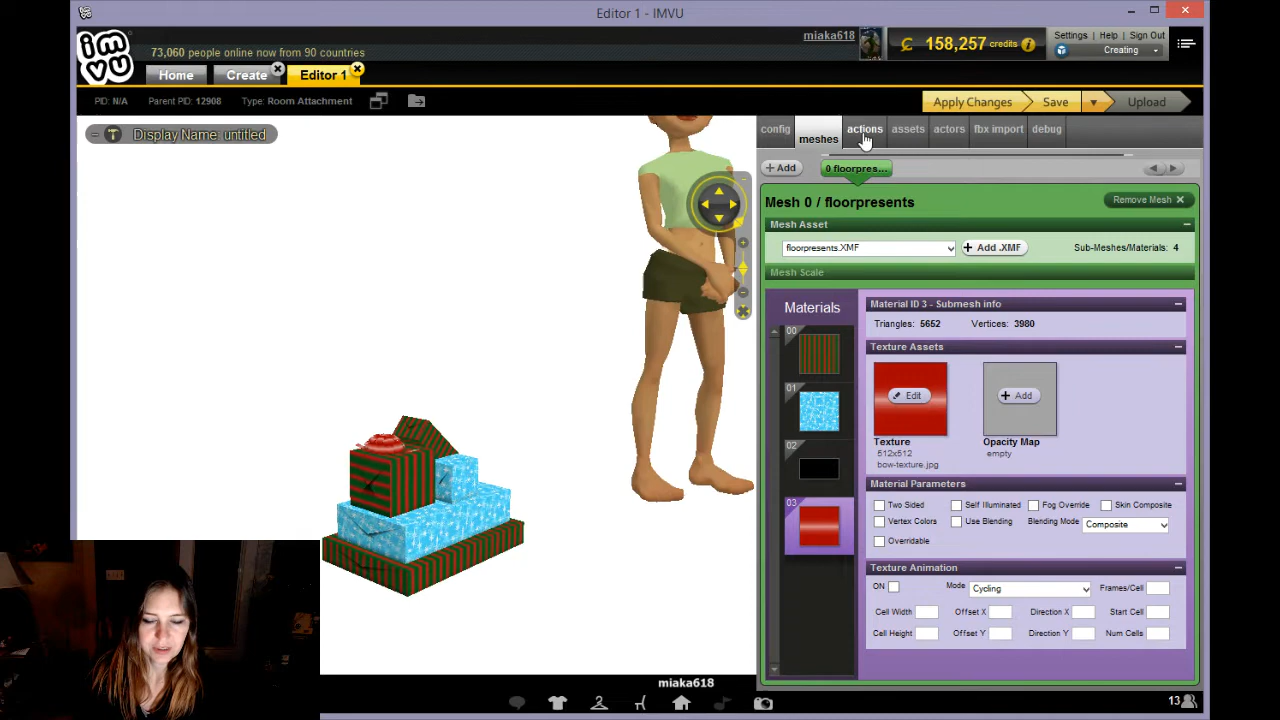 Editor 1 - IMVU
imvu
73,060 people online now from 90 countries
miaka618
158,257 credits
Settings | Help | Sign Out
Creating
Home
Create
Editor 1
PID: N/A
Parent PID: 12908
Type: Room Attachment
Apply Changes
Save
Upload
Display Name: untitled
config
meshes
actions
assets
actors
fbx import
debug
+ Add
0 floorpres...
Mesh 0 / floorpresents
Remove Mesh
Mesh Asset
floorpresents.XMF
+ Add .XMF
Sub-Meshes/Materials: 4
Mesh Scale
Materials
00
01
02
03
Material ID 3 - Submesh info
Triangles: 5652
Vertices: 3980
Texture Assets
Edit
+ Add
Texture
512x512
bow-texture.jpg
Opacity Map
empty
Material Parameters
Two Sided
Self Illuminated
Fog Override
Skin Composite
Vertex Colors
Use Blending
Blending Mode
Composite
Overridable
Texture Animation
ON
Mode
Cycling
Frames/Cell
Cell Width
Offset X
Direction X
Start Cell
Cell Height
Offset Y
Direction Y
Num Cells
miaka618
13